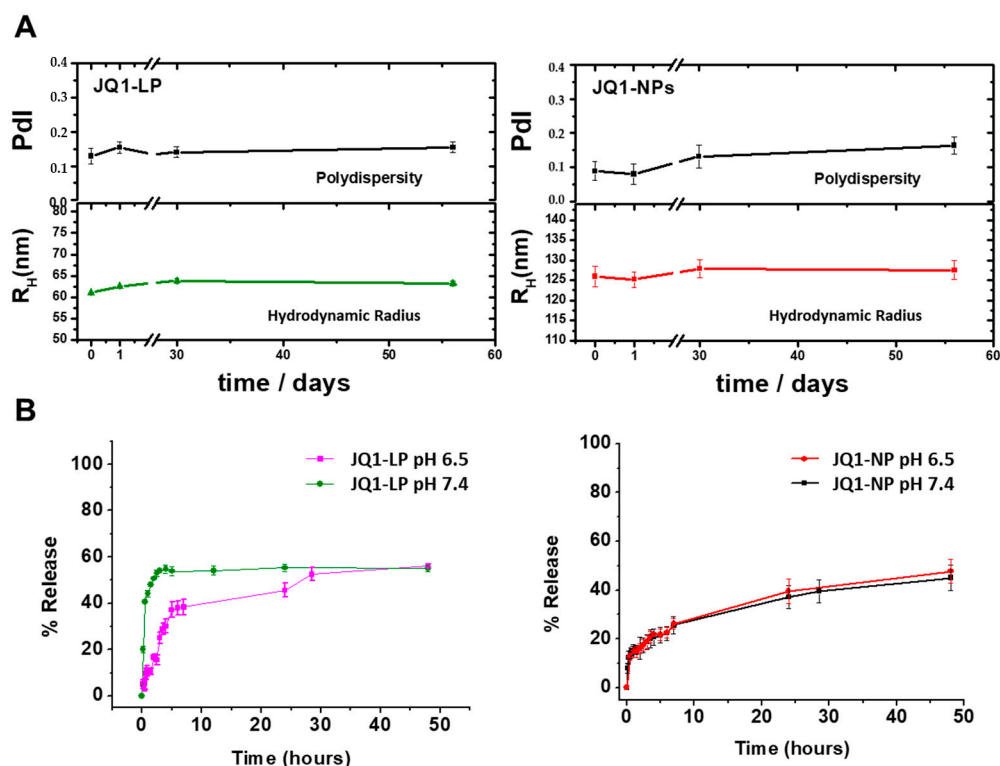 A
JQ1-LP
PdI
0.4
0.3
0.2
0.1
0.0
Polydispersity
R_H(nm)
80
75
70
65
60
55
50
Hydrodynamic Radius
0 1 30 40 50 60
time / days
JQ1-NPs
PdI
0.4
0.3
0.2
0.1
0.0
Polydispersity
R_H(nm)
140
135
130
125
120
115
110
Hydrodynamic Radius
0 1 30 40 50 60
time / days
B
JQ1-LP pH 6.5
JQ1-LP pH 7.4
% Release
100
80
60
40
20
0
0 10 20 30 40 50
Time (hours)
JQ1-NP pH 6.5
JQ1-NP pH 7.4
% Release
100
80
60
40
20
0
0 10 20 30 40 50
Time (hours)